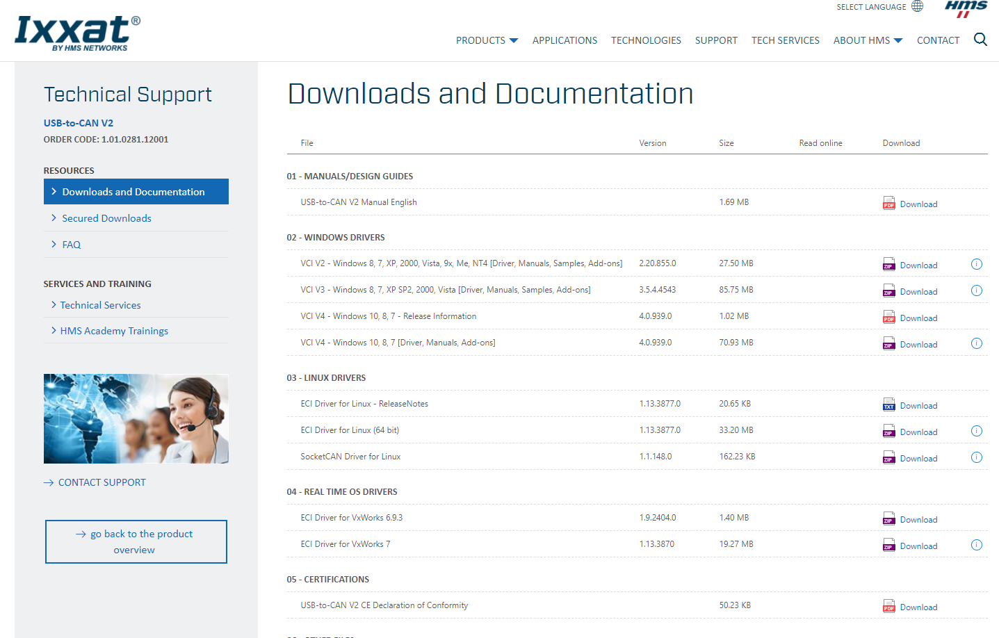 SELECT LANGUAGE
HMS
Ixxat®
BY HMS NETWORKS
PRODUCTS APPLICATIONS TECHNOLOGIES SUPPORT TECH SERVICES ABOUT HMS CONTACT
Technical Support
USB-to-CAN V2
ORDER CODE: 1.01.0281.12001
RESOURCES
Downloads and Documentation
Secured Downloads
FAQ
SERVICES AND TRAINING
Technical Services
HMS Academy Trainings
CONTACT SUPPORT
go back to the product
overview
Downloads and Documentation
File Version Size Read online Download
01 - MANUALS/DESIGN GUIDES
USB-to-CAN V2 Manual English 1.69 MB PDF Download
02 - WINDOWS DRIVERS
VCI V2 - Windows 8, 7, XP, 2000, Vista, 9x, Me, NT4 [Driver, Manuals, Samples, Add-ons] 2.20.855.0 27.50 MB ZIP Download i
VCI V3 - Windows 8, 7, XP SP2, 2000, Vista [Driver, Manuals, Samples, Add-ons] 3.5.4.4543 85.75 MB ZIP Download i
VCI V4 - Windows 10, 8, 7 - Release Information 4.0.939.0 1.02 MB PDF Download
VCI V4 - Windows 10, 8, 7 [Driver, Manuals, Add-ons] 4.0.939.0 70.93 MB ZIP Download i
03 - LINUX DRIVERS
ECI Driver for Linux - ReleaseNotes 1.13.3877.0 20.65 KB TXT Download
ECI Driver for Linux (64 bit) 1.13.3877.0 33.20 MB ZIP Download i
SocketCAN Driver for Linux 1.1.148.0 162.23 KB ZIP Download i
04 - REAL TIME OS DRIVERS
ECI Driver for VxWorks 6.9.3 1.9.2404.0 1.40 MB ZIP Download
ECI Driver for VxWorks 7 1.13.3870 19.27 MB ZIP Download i
05 - CERTIFICATIONS
USB-to-CAN V2 CE Declaration of Conformity 50.23 KB PDF Download